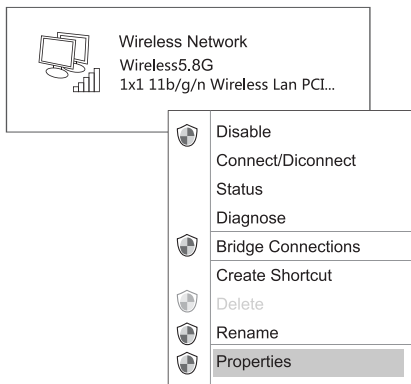 Wireless Network
Wireless5.8G
1x1 11b/g/n Wireless Lan PCI...
Disable
Connect/Diconnect
Status
Diagnose
Bridge Connections
Create Shortcut
Delete
Rename
Properties